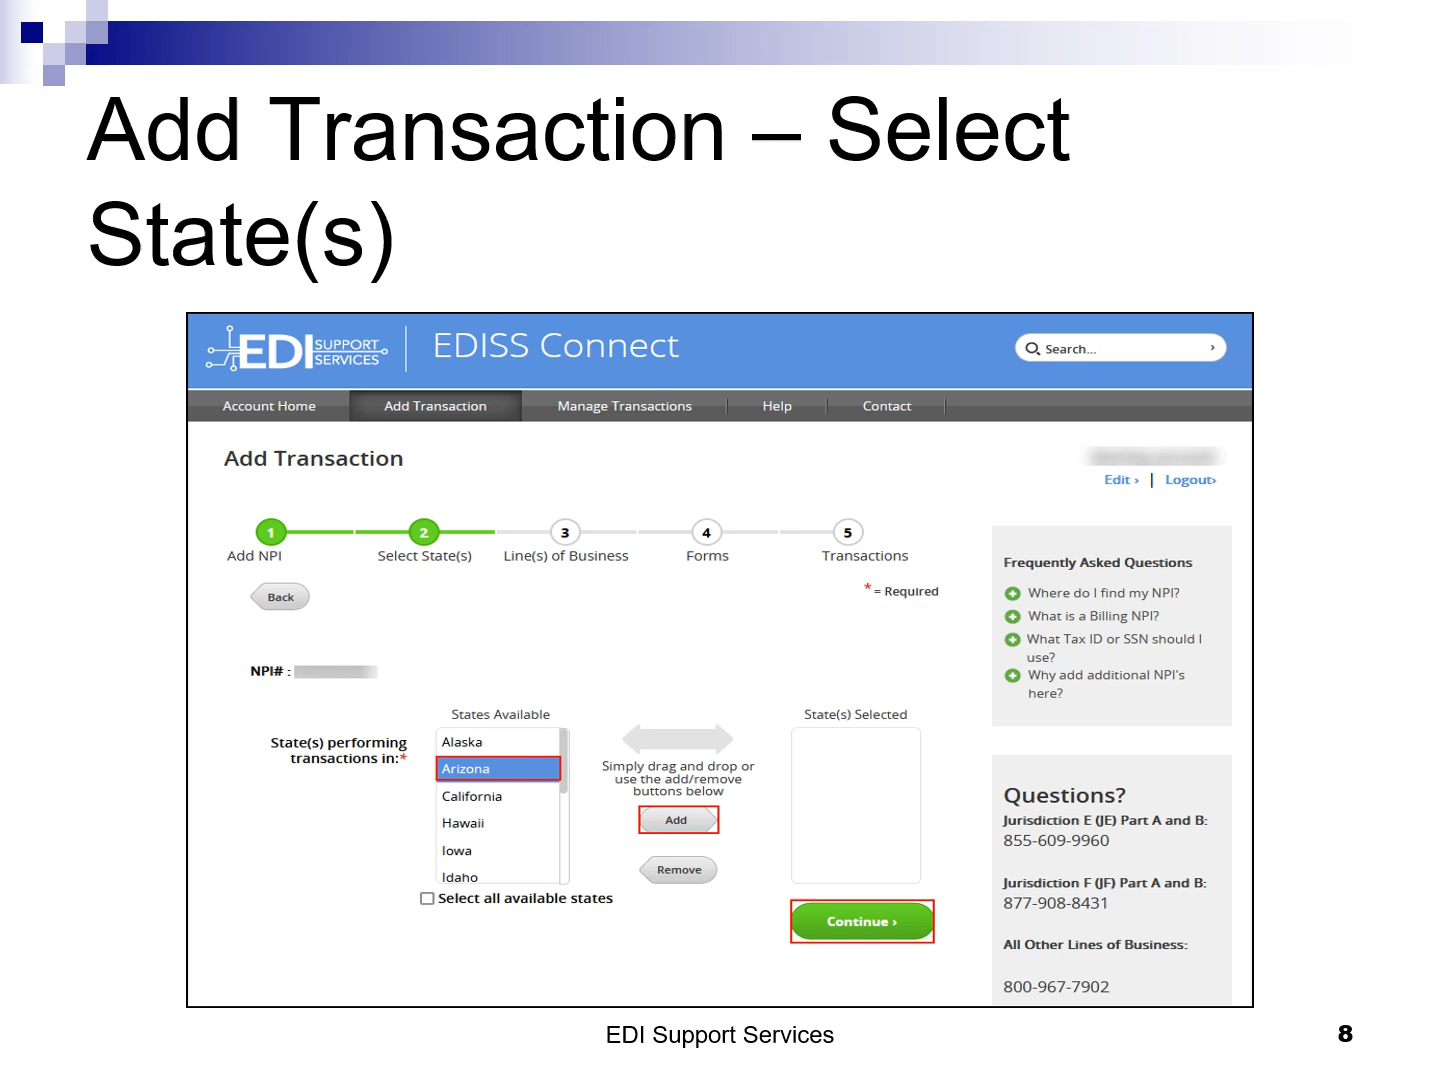 Add Transaction – Select
State(s)
EDI SUPPORT
SERVICES
EDISS Connect
Search...
Account Home
Add Transaction
Manage Transactions
Help
Contact
Add Transaction
Edit ›
|
Logout›
1
2
3
4
5
Add NPI
Select State(s)
Line(s) of Business
Forms
Transactions
Back
* = Required
NPI# :
States Available
State(s) Selected
State(s) performing
transactions in:*
Alaska
Arizona
California
Hawaii
Iowa
Idaho
Select all available states
Simply drag and drop or
use the add/remove
buttons below
Add
Remove
Continue ›
Frequently Asked Questions
Where do I find my NPI?
What is a Billing NPI?
What Tax ID or SSN should I
use?
Why add additional NPI's
here?
Questions?
Jurisdiction E (JE) Part A and B:
855-609-9960
Jurisdiction F (JF) Part A and B:
877-908-8431
All Other Lines of Business:
800-967-7902
EDI Support Services
8